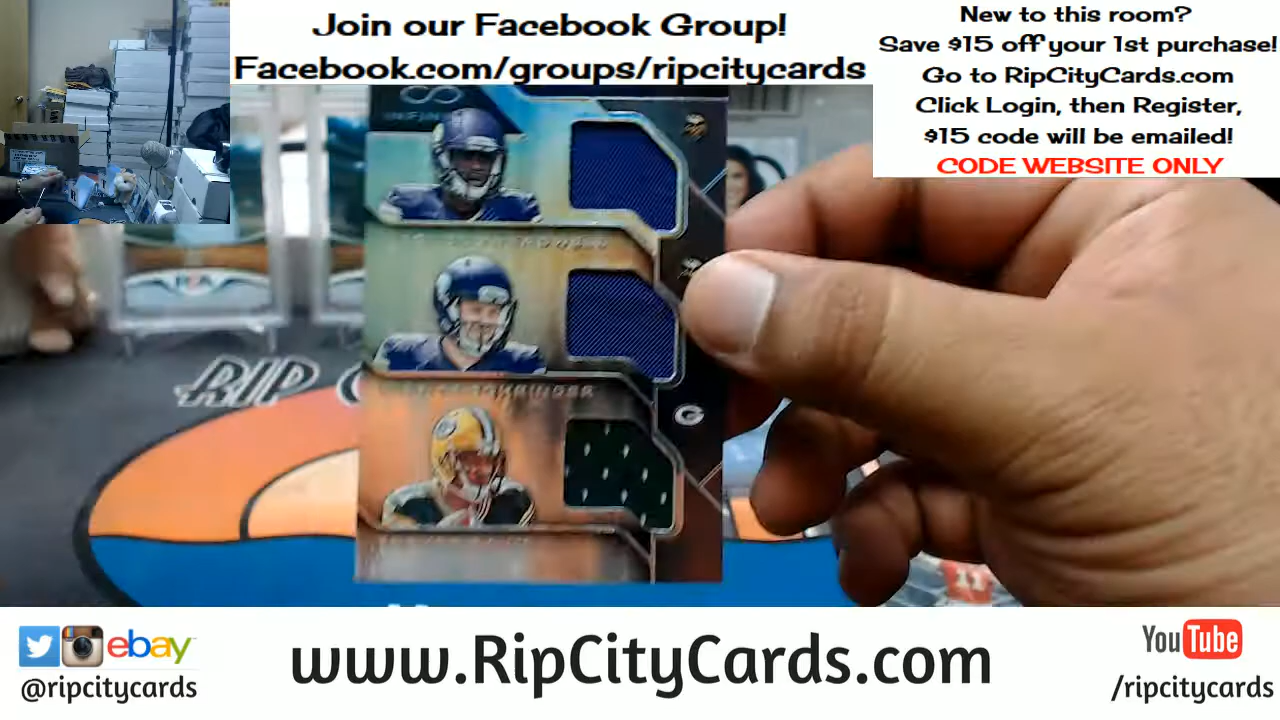 Join our Facebook Group!
Facebook.com/groups/ripcitycards
New to this room?
Save $15 off your 1st purchase!
Go to RipCityCards.com
Click Login, then Register,
$15 code will be emailed!
CODE WEBSITE ONLY
RIP
G
11
ebay
@ripcitycards
www.RipCityCards.com
YouTube
/ripcitycards